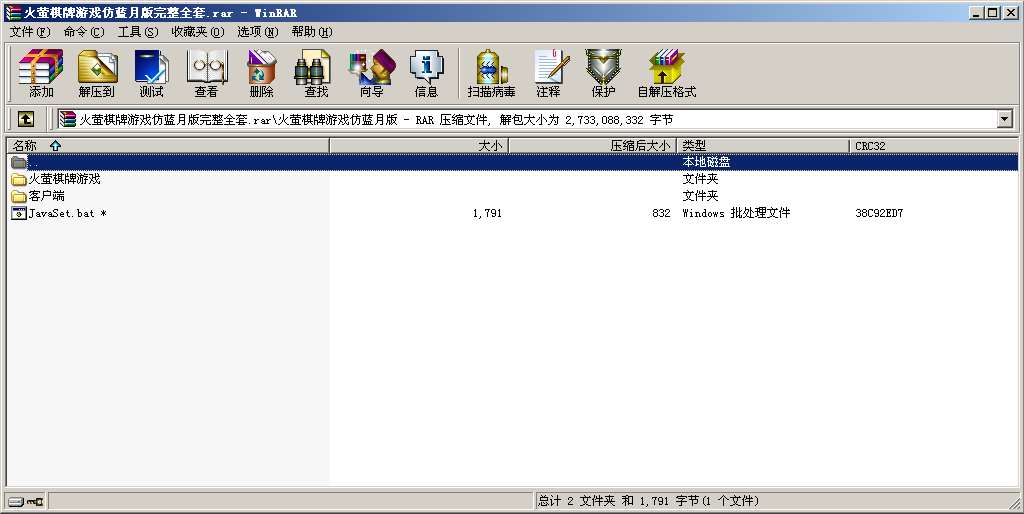 火萤棋牌游戏仿蓝月版完整全套.rar - WinRAR
文件(F) 命令(C) 工具(S) 收藏夹(O) 选项(N) 帮助(H)
添加 解压到 测试 查看 删除 查找 向导 信息 扫描病毒 注释 保护 自解压格式
火萤棋牌游戏仿蓝月版完整全套.rar\火萤棋牌游戏仿蓝月版 - RAR 压缩文件, 解包大小为 2,733,088,332 字节
名称 大小 压缩后大小 类型 CRC32
.. 本地磁盘
火萤棋牌游戏 文件夹
客户端 文件夹
JavaSet.bat * 1,791 832 Windows 批处理文件 38C92ED7
总计 2 文件夹 和 1,791 字节(1 个文件)